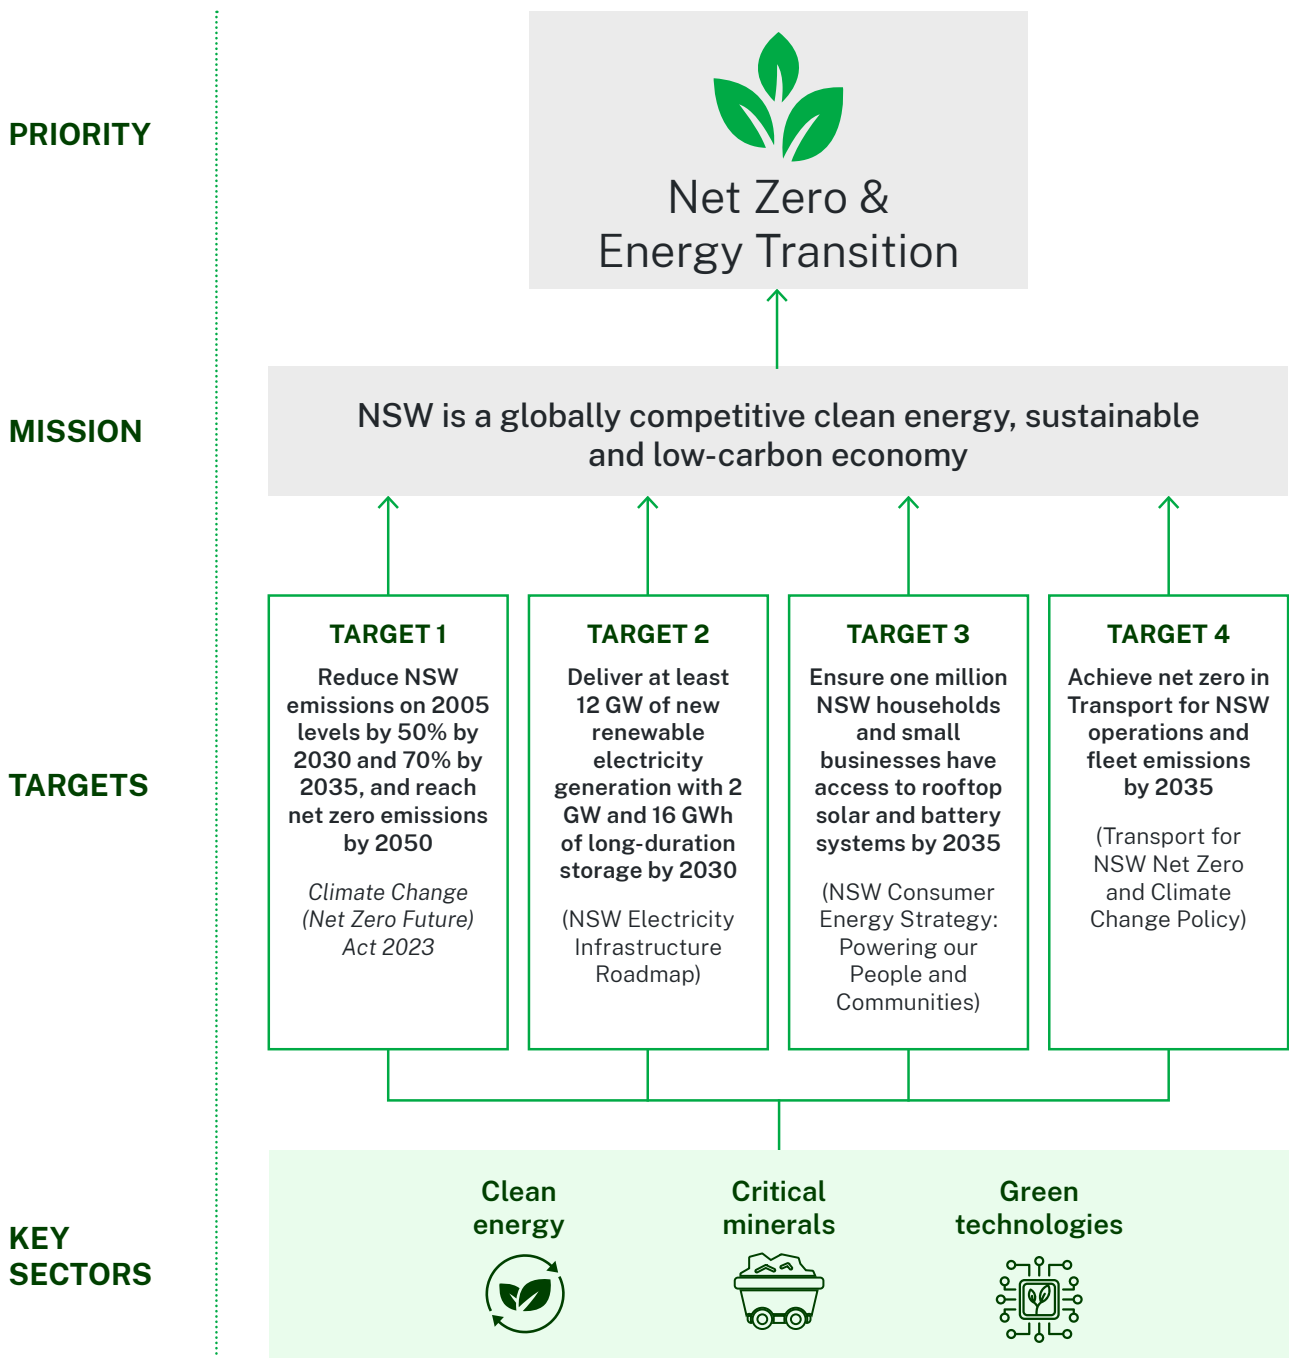 PRIORITY
Net Zero &
Energy Transition
MISSION
NSW is a globally competitive clean energy, sustainable
and low-carbon economy
TARGETS
TARGET 1
Reduce NSW
emissions on 2005
levels by 50% by
2030 and 70% by
2035, and reach
net zero emissions
by 2050
Climate Change
(Net Zero Future)
Act 2023
TARGET 2
Deliver at least
12 GW of new
renewable
electricity
generation with 2
GW and 16 GWh
of long-duration
storage by 2030
(NSW Electricity
Infrastructure
Roadmap)
TARGET 3
Ensure one million
NSW households
and small
businesses have
access to rooftop
solar and battery
systems by 2035
(NSW Consumer
Energy Strategy:
Powering our
People and
Communities)
TARGET 4
Achieve net zero in
Transport for NSW
operations and
fleet emissions
by 2035
(Transport for
NSW Net Zero
and Climate
Change Policy)
KEY
SECTORS
Clean
energy
Critical
minerals
Green
technologies